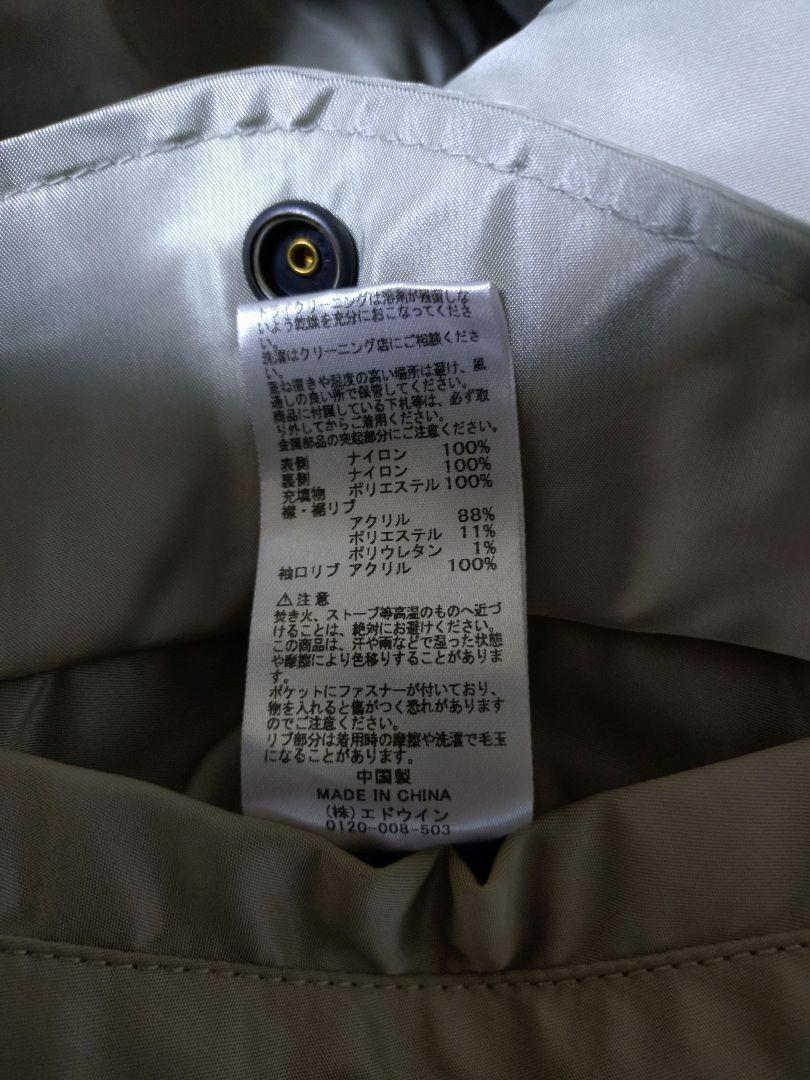 ドライクリーニングは溶剤が残留しな
いよう乾燥を充分におこなってくださ
い。
洗濯はクリーニング店にご相談くださ
い。
重ね置きや湿度の高い場所は避け、風
通しの良い所で保管してください。
商品に付属している下札等は、必ず取
り外してからご着用ください。
金属部品の突起部分にご注意ください。
表側 ナイロン 100%
裏側 ナイロン 100%
充填物 ポリエステル 100%
襟・裾リブ
アクリル 88%
ポリエステル 11%
ポリウレタン 1%
袖口リブ アクリル 100%
⚠注意
焚き火、ストーブ等高温のものへ近づ
けることは、絶対にお避けください。
この商品は、汗や雨などで湿った状態
や摩擦により色移りすることがありま
す。
ポケットにファスナーが付いており、
物を入れると傷がつく恐れがあります
のでご注意ください。
リブ部分は着用時の摩擦や洗濯で毛玉
になることがあります。
中国製
MADE IN CHINA
(株)エドウイン
0120-008-503